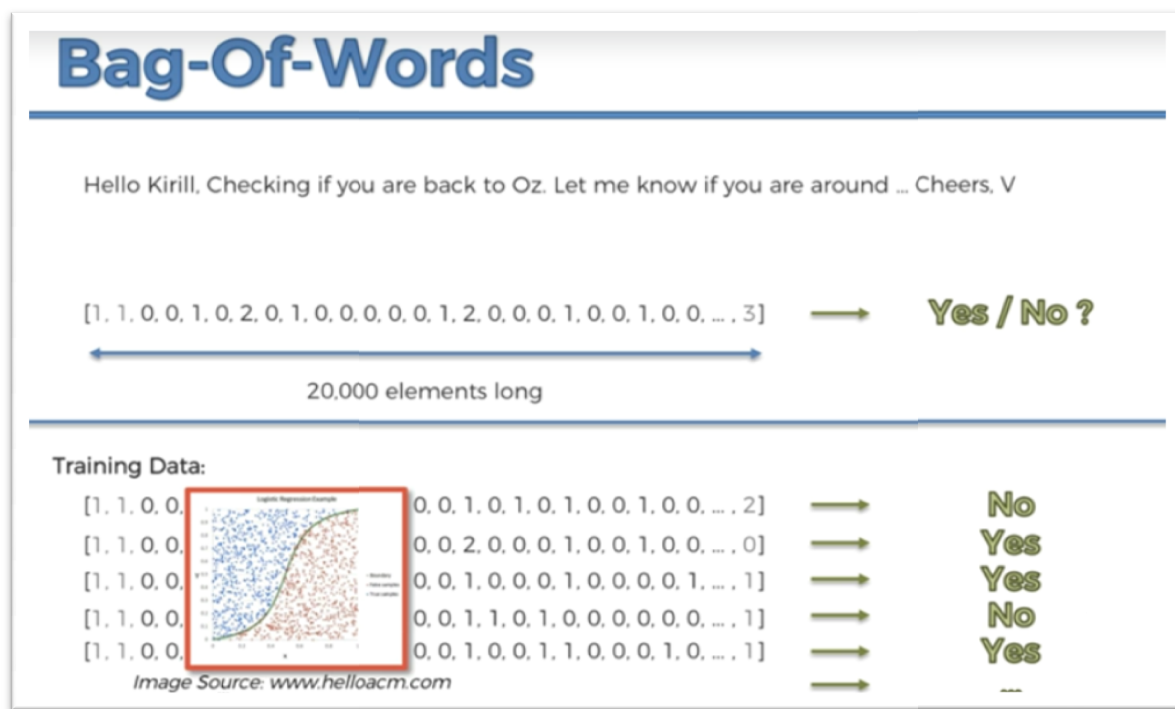 Bag-Of-Words
Hello Kirill, Checking if you are back to Oz. Let me know if you are around ... Cheers, V
[1, 1, 0, 0, 1, 0, 2, 0, 1, 0, 0, 0, 0, 0, 1, 2, 0, 0, 0, 1, 0, 0, 1, 0, 0, ... , 3] Yes / No ?
20,000 elements long
Training Data:
Logistic Regression Example
[1, 1, 0, 0, 0, 0, 1, 0, 1, 0, 1, 0, 0, 1, 0, 0, ... , 2] No
[1, 1, 0, 0, 0, 0, 2, 0, 0, 0, 1, 0, 0, 1, 0, 0, ... , 0] Yes
[1, 1, 0, 0, 0, 0, 1, 0, 0, 0, 1, 0, 0, 0, 0, 1, ... , 1] Yes
[1, 1, 0, 0, 0, 0, 1, 1, 0, 1, 0, 0, 0, 0, 0, 0, ... , 1] No
[1, 1, 0, 0, 0, 0, 1, 0, 0, 1, 1, 0, 0, 0, 1, 0, ... , 1] Yes
Image Source: www.helloacm.com ...